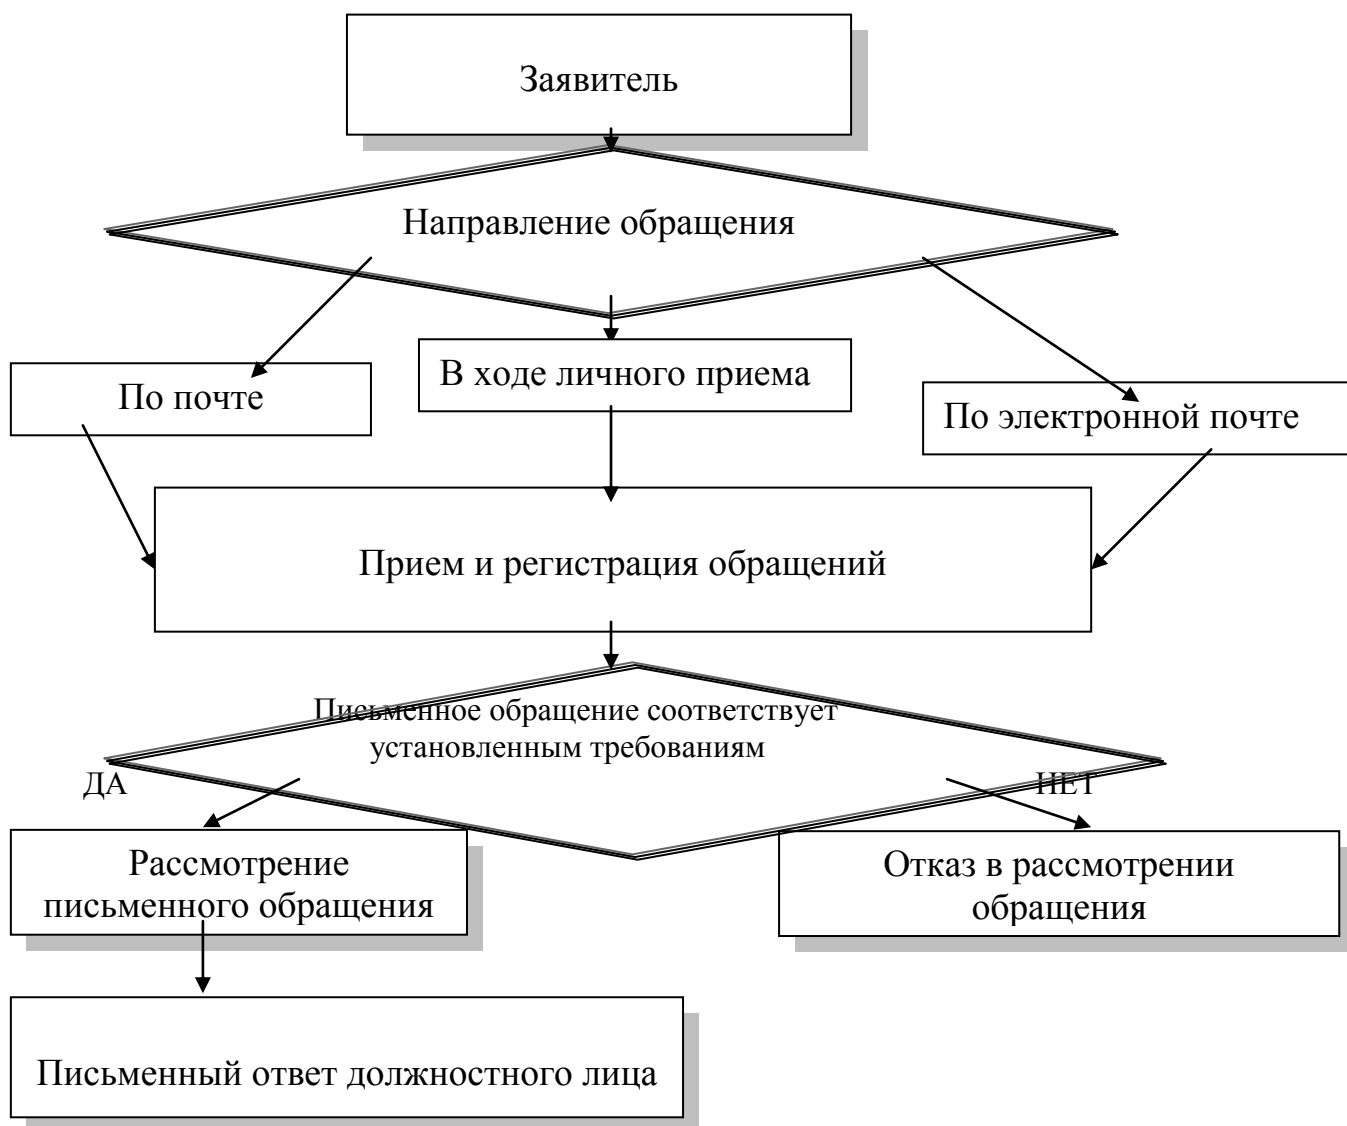 Заявитель
Направление обращения
По почте
В ходе личного приема
По электронной почте
Прием и регистрация обращений
Письменное обращение соответствует
установленным требованиям
ДА
НЕТ
Рассмотрение
письменного обращения
Отказ в рассмотрении
обращения
Письменный ответ должностного лица